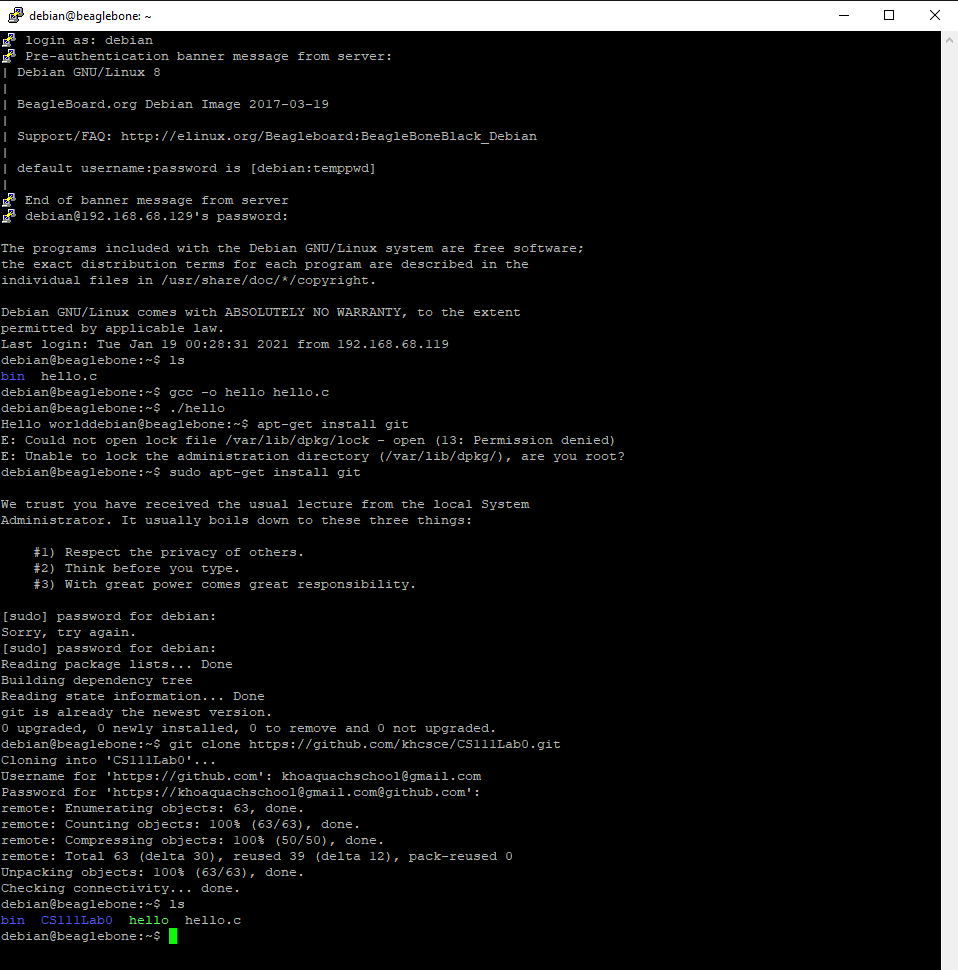 debian@beaglebone: ~
login as: debian
Pre-authentication banner message from server:
| Debian GNU/Linux 8
|
| BeagleBoard.org Debian Image 2017-03-19
|
| Support/FAQ: http://elinux.org/Beagleboard:BeagleBoneBlack_Debian
|
| default username:password is [debian:temppwd]
|
End of banner message from server
debian@192.168.68.129's password:
The programs included with the Debian GNU/Linux system are free software;
the exact distribution terms for each program are described in the
individual files in /usr/share/doc/*/copyright.
Debian GNU/Linux comes with ABSOLUTELY NO WARRANTY, to the extent
permitted by applicable law.
Last login: Tue Jan 19 00:28:31 2021 from 192.168.68.119
debian@beaglebone:~$ ls
bin  hello.c
debian@beaglebone:~$ gcc -o hello hello.c
debian@beaglebone:~$ ./hello
Hello worlddebian@beaglebone:~$ apt-get install git
E: Could not open lock file /var/lib/dpkg/lock - open (13: Permission denied)
E: Unable to lock the administration directory (/var/lib/dpkg/), are you root?
debian@beaglebone:~$ sudo apt-get install git
We trust you have received the usual lecture from the local System
Administrator. It usually boils down to these three things:
#1) Respect the privacy of others.
#2) Think before you type.
#3) With great power comes great responsibility.
[sudo] password for debian:
Sorry, try again.
[sudo] password for debian:
Reading package lists... Done
Building dependency tree
Reading state information... Done
git is already the newest version.
0 upgraded, 0 newly installed, 0 to remove and 0 not upgraded.
debian@beaglebone:~$ git clone https://github.com/khcsce/CS111Lab0.git
Cloning into 'CS111Lab0'...
Username for 'https://github.com': khoaquachschool@gmail.com
Password for 'https://khoaquachschool@gmail.com@github.com':
remote: Enumerating objects: 63, done.
remote: Counting objects: 100% (63/63), done.
remote: Compressing objects: 100% (50/50), done.
remote: Total 63 (delta 30), reused 39 (delta 12), pack-reused 0
Unpacking objects: 100% (63/63), done.
Checking connectivity... done.
debian@beaglebone:~$ ls
bin  CS111Lab0  hello  hello.c
debian@beaglebone:~$